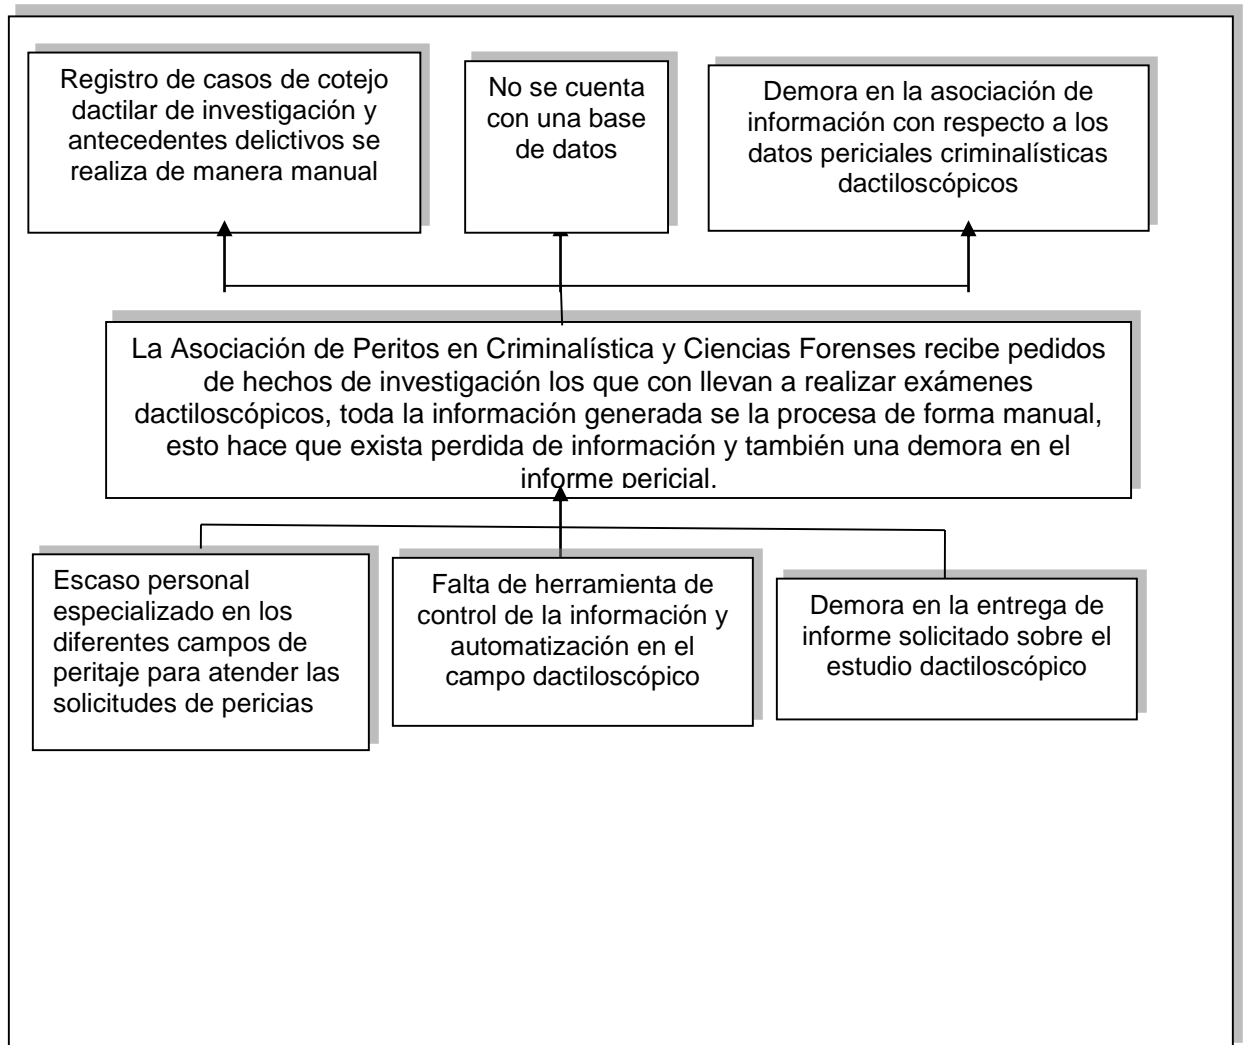 Registro de casos de cotejo
dactilar de investigación y
antecedentes delictivos se
realiza de manera manual
No se cuenta
con una base
de datos
Demora en la asociación de
información con respecto a los
datos periciales criminalísticas
dactiloscópicos
La Asociación de Peritos en Criminalística y Ciencias Forenses recibe pedidos
de hechos de investigación los que con llevan a realizar exámenes
dactiloscópicos, toda la información generada se la procesa de forma manual,
esto hace que exista perdida de información y también una demora en el
informe pericial.
Escaso personal
especializado en los
diferentes campos de
peritaje para atender las
solicitudes de pericias
Falta de herramienta de
control de la información y
automatización en el
campo dactiloscópico
Demora en la entrega de
informe solicitado sobre el
estudio dactiloscópico